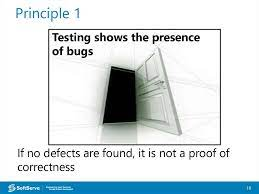 Principle 1
Testing shows the presence
of bugs
If no defects are found, it is not a proof of
correctness
SoftServe
18